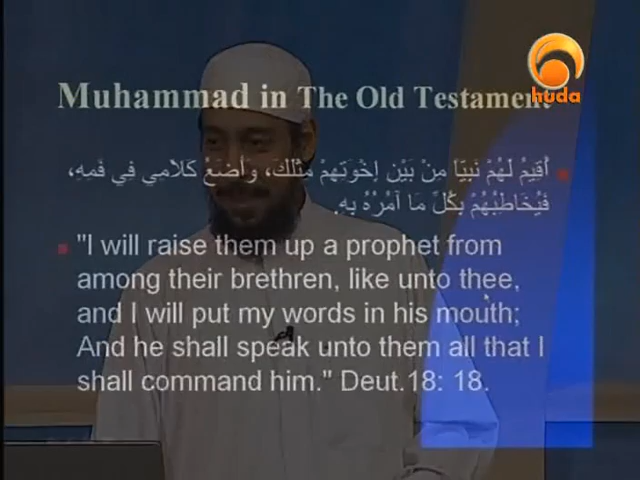 huda
Muhammad in The Old Testament
أُقِيمُ لَهُمْ نَبِيًّا مِنْ بَيْنِ اِخْوَتِهِمْ مِثْلَكَ، وَأَضَعُ كَلَامِي فِي فَمِهِ،
فَيُخَاطِبُهُمْ بِكُلِّ مَا آمُرُهُ بِهِ.
"I will raise them up a prophet from
among their brethren, like unto thee,
and I will put my words in his mouth;
And he shall speak unto them all that I
shall command him." Deut.18: 18.